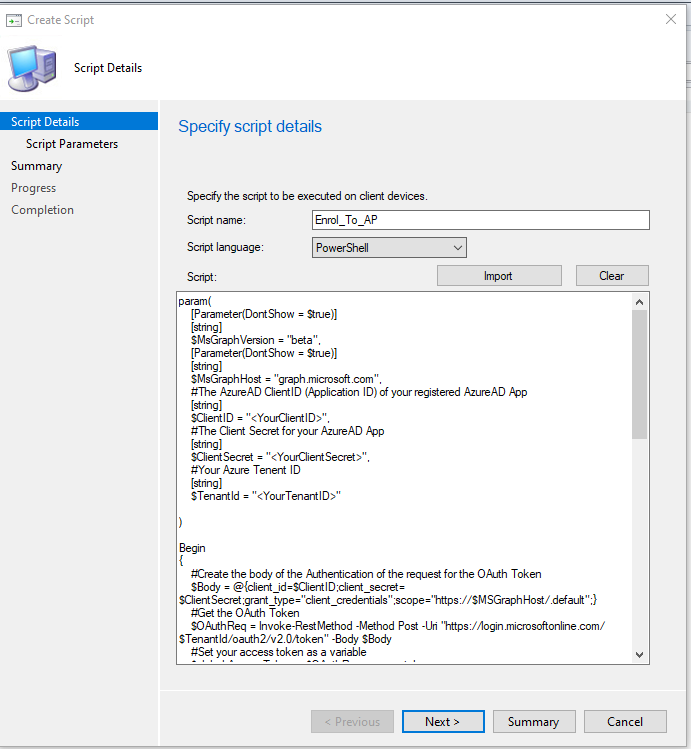 Create Script
Script Details
Script Details
Script Parameters
Summary
Progress
Completion
Specify script details
Specify the script to be executed on client devices.
Script name:
Enrol_To_AP
Script language:
PowerShell
Script:
Import
Clear
param(
[Parameter(DontShow = $true)]
[string]
$MsGraphVersion = "beta",
[Parameter(DontShow = $true)]
[string]
$MsGraphHost = "graph.microsoft.com",
#The AzureAD ClientID (Application ID) of your registered AzureAD App
[string]
$ClientID = "<YourClientID>",
#The Client Secret for your AzureAD App
[string]
$ClientSecret = "<YourClientSecret>",
#Your Azure Tenent ID
[string]
$TenantId = "<YourTenantID>"
)
Begin
{
#Create the body of the Authentication of the request for the OAuth Token
$Body = @{client_id=$ClientID;client_secret=
$ClientSecret;grant_type="client_credentials";scope="https://$MSGraphHost/.default";}
#Get the OAuth Token
$OAuthReq = Invoke-RestMethod -Method Post -Uri "https://login.microsoftonline.com/
$TenantId/oauth2/v2.0/token" -Body $Body
#Set your access token as a variable
< Previous
Next >
Summary
Cancel